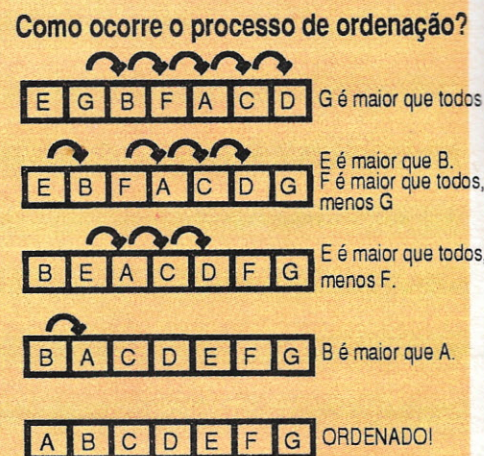 Como ocorre o processo de ordenação?
E G B F A C D G é maior que todos
E B F A C D G E é maior que B.
F é maior que todos,
menos G
B E A C D F G E é maior que todos,
menos F.
B A C D E F G B é maior que A.
A B C D E F G ORDENADO!